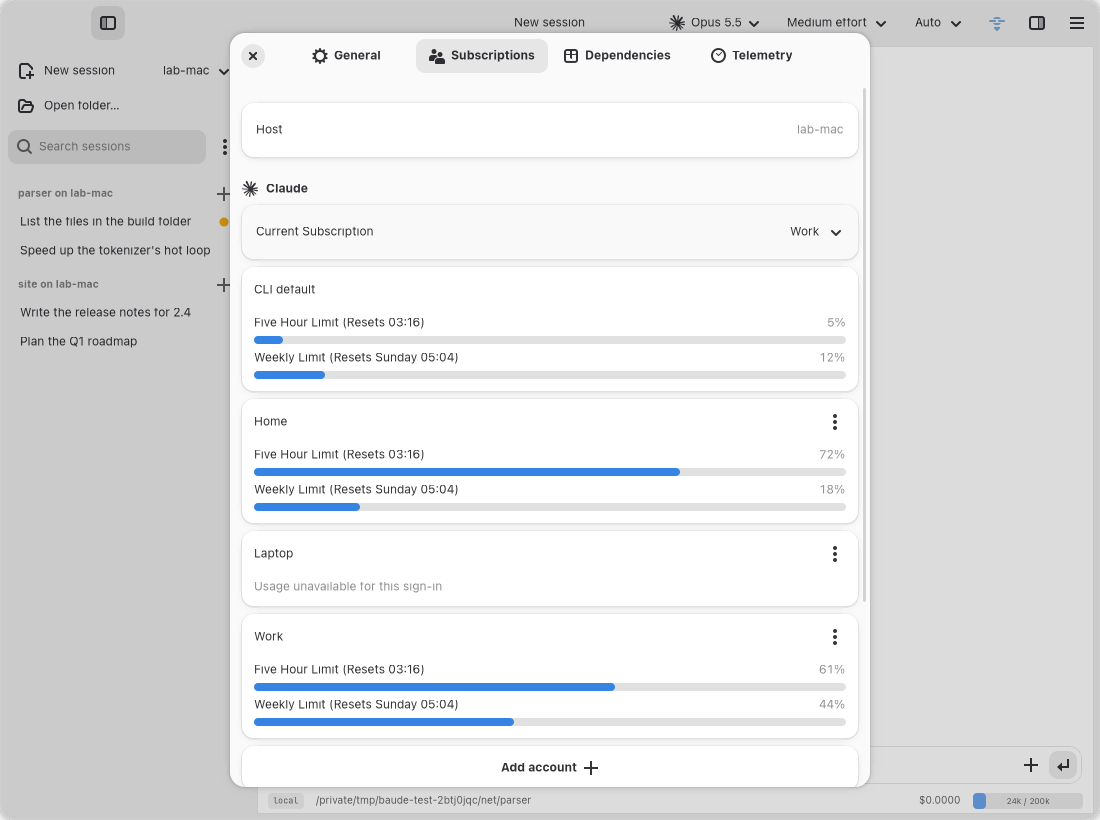 New session
Opus 5.5
Medium effort
Auto
New session
lab-mac
Open folder...
Search sessions
parser on lab-mac
List the files in the build folder
Speed up the tokenizer's hot loop
site on lab-mac
Write the release notes for 2.4
Plan the Q1 roadmap
General
Subscriptions
Dependencies
Telemetry
Host
lab-mac
Claude
Current Subscription
Work
CLI default
Five Hour Limit (Resets 03:16)
5%
Weekly Limit (Resets Sunday 05:04)
12%
Home
Five Hour Limit (Resets 03:16)
72%
Weekly Limit (Resets Sunday 05:04)
18%
Laptop
Usage unavailable for this sign-in
Work
Five Hour Limit (Resets 03:16)
61%
Weekly Limit (Resets Sunday 05:04)
44%
Add account
local
/private/tmp/baude-test-2btj0jqc/net/parser
$0.0000
24k / 200k